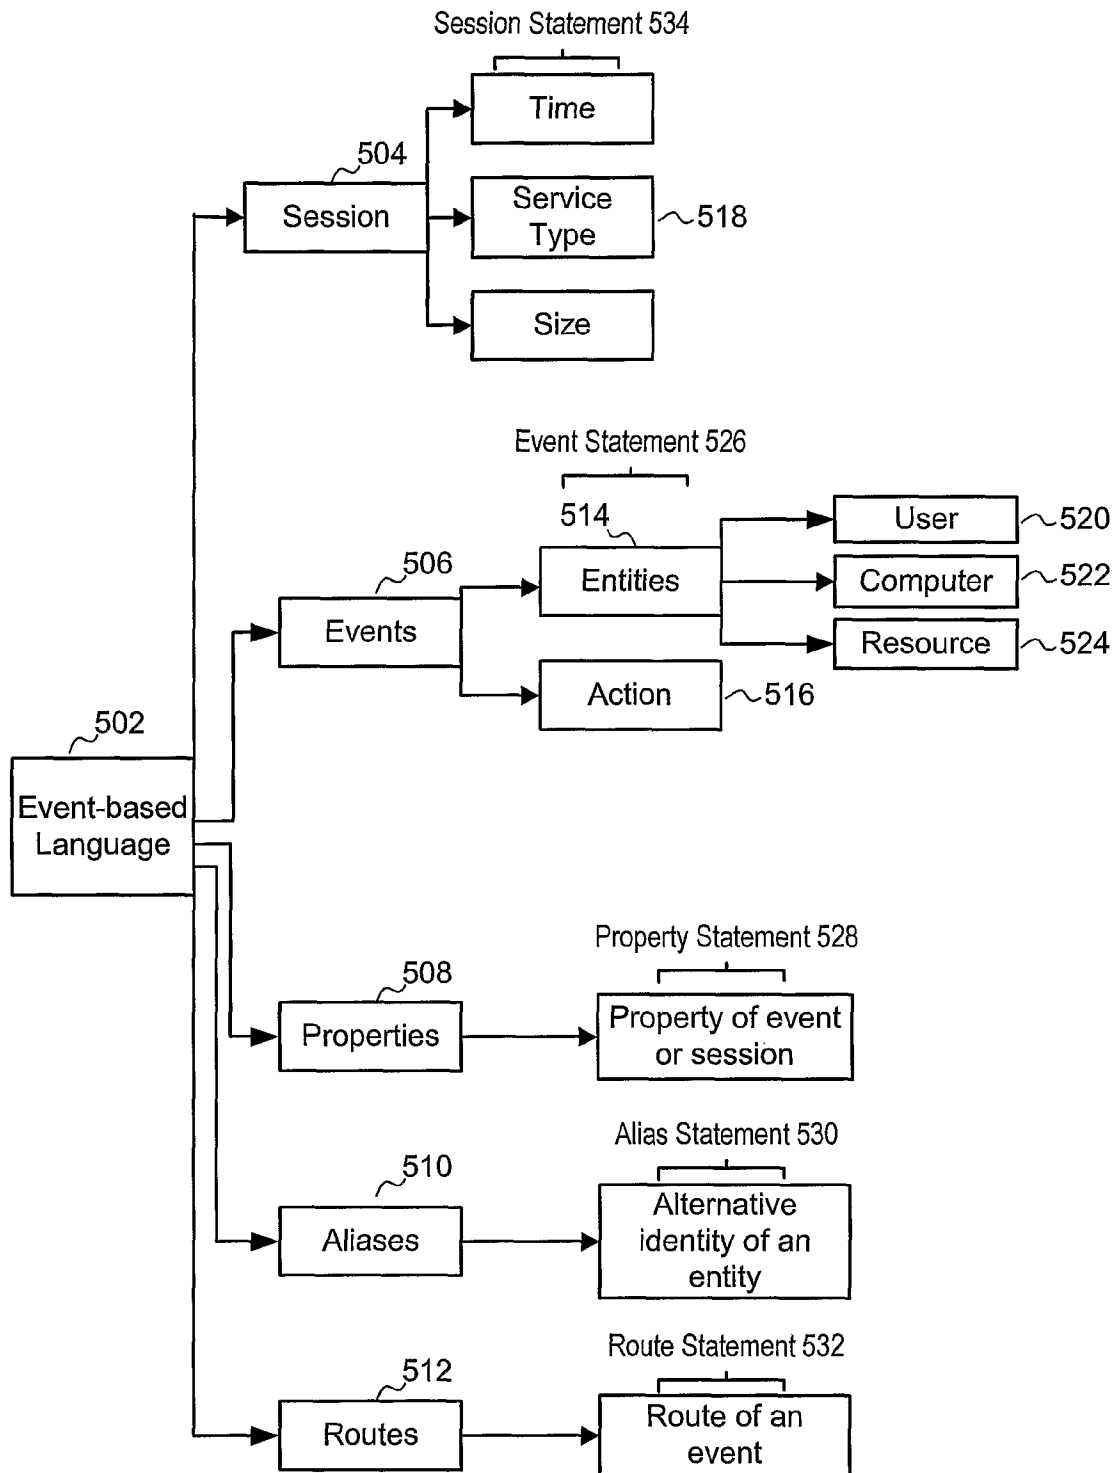 Session Statement 534
Time
504
Session
Service
Type
518
Size
Event Statement 526
514
User
520
506
Entities
Computer
522
Events
Resource
524
Action
516
502
Event-based
Language
Property Statement 528
508
Properties
Property of event
or session
Alias Statement 530
510
Aliases
Alternative
identity of an
entity
Route Statement 532
512
Routes
Route of an
event